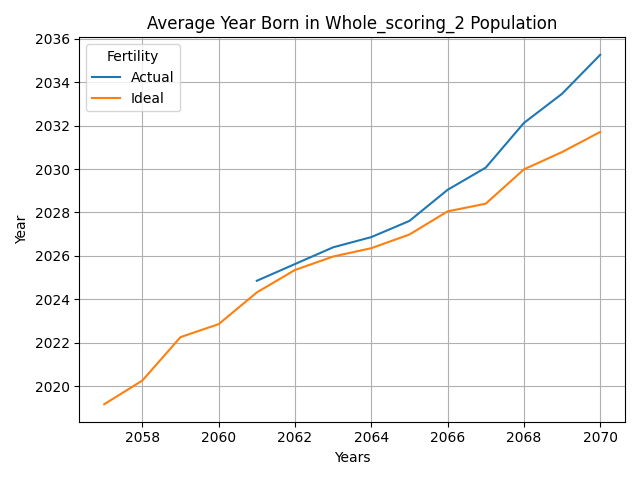 Average Year Born in Whole_scoring_2 Population
Fertility
Actual
Ideal
Year
2036
2034
2032
2030
2028
2026
2024
2022
2020
2058 2060 2062 2064 2066 2068 2070
Years